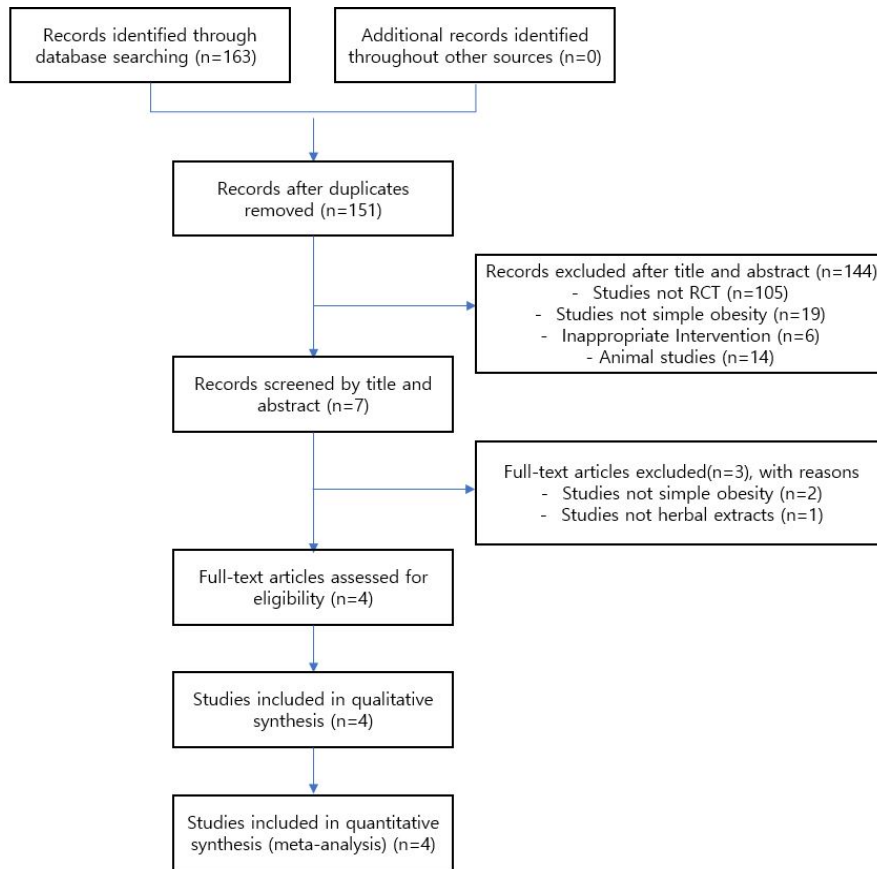 Records identified through
database searching (n=163)
Additional records identified
throughout other sources (n=0)
Records after duplicates
removed (n=151)
Records excluded after title and abstract (n=144)
- Studies not RCT (n=105)
- Studies not simple obesity (n=19)
- Inappropriate Intervention (n=6)
- Animal studies (n=14)
Records screened by title and
abstract (n=7)
Full-text articles excluded(n=3), with reasons
- Studies not simple obesity (n=2)
- Studies not herbal extracts (n=1)
Full-text articles assessed for
eligibility (n=4)
Studies included in qualitative
synthesis (n=4)
Studies included in quantitative
synthesis (meta-analysis) (n=4)